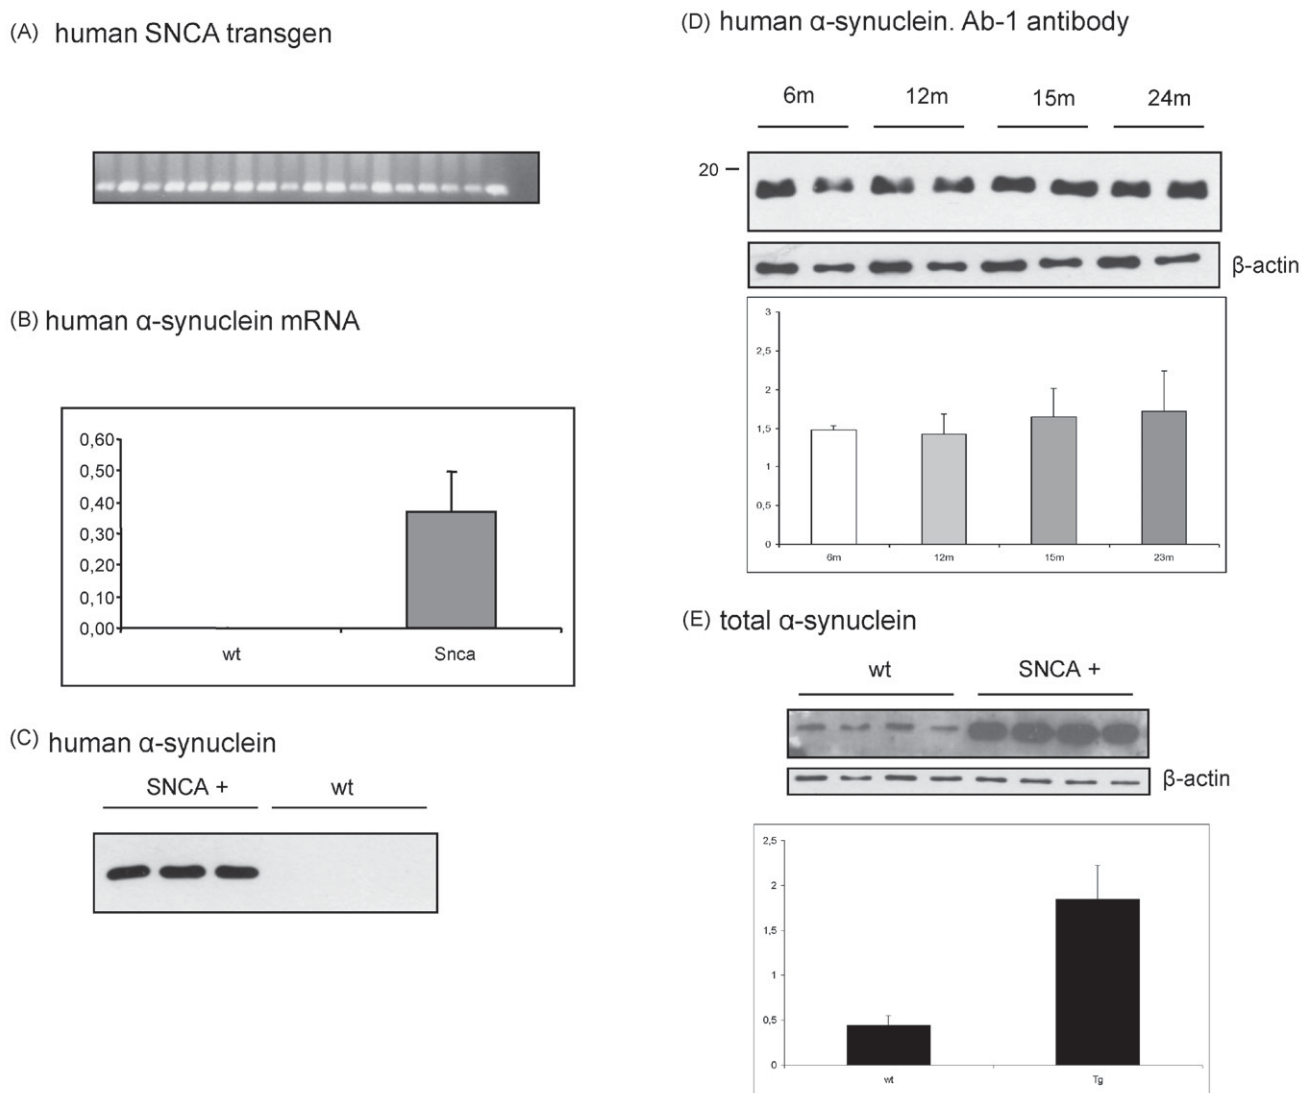 (A) human SNCA transgen
(B) human α-synuclein mRNA
0,60
0,50
0,40
0,30
0,20
0,10
0,00
wt Snca
(C) human α-synuclein
SNCA + wt
(D) human α-synuclein. Ab-1 antibody
6m 12m 15m 24m
20
β-actin
3
2,5
2
1,5
1
0,5
0
6m 12m 15m 23m
(E) total α-synuclein
wt SNCA +
β-actin
2,5
2
1,5
1
0,5
0
wt Tg